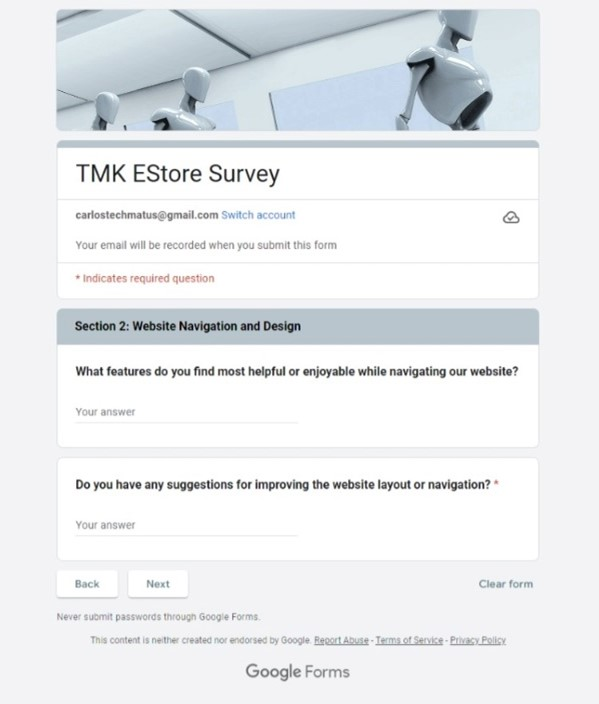 TMK EStore Survey
carlostechmatus@gmail.com Switch account
Your email will be recorded when you submit this form
* Indicates required question
Section 2: Website Navigation and Design
What features do you find most helpful or enjoyable while navigating our website?
Your answer
Do you have any suggestions for improving the website layout or navigation? *
Your answer
Back Next Clear form
Never submit passwords through Google Forms.
This content is neither created nor endorsed by Google. Report Abuse - Terms of Service - Privacy Policy
Google Forms